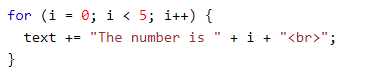 for (i = 0; i < 5; i++) {
  text += "The number is " + i + "<br>";
}